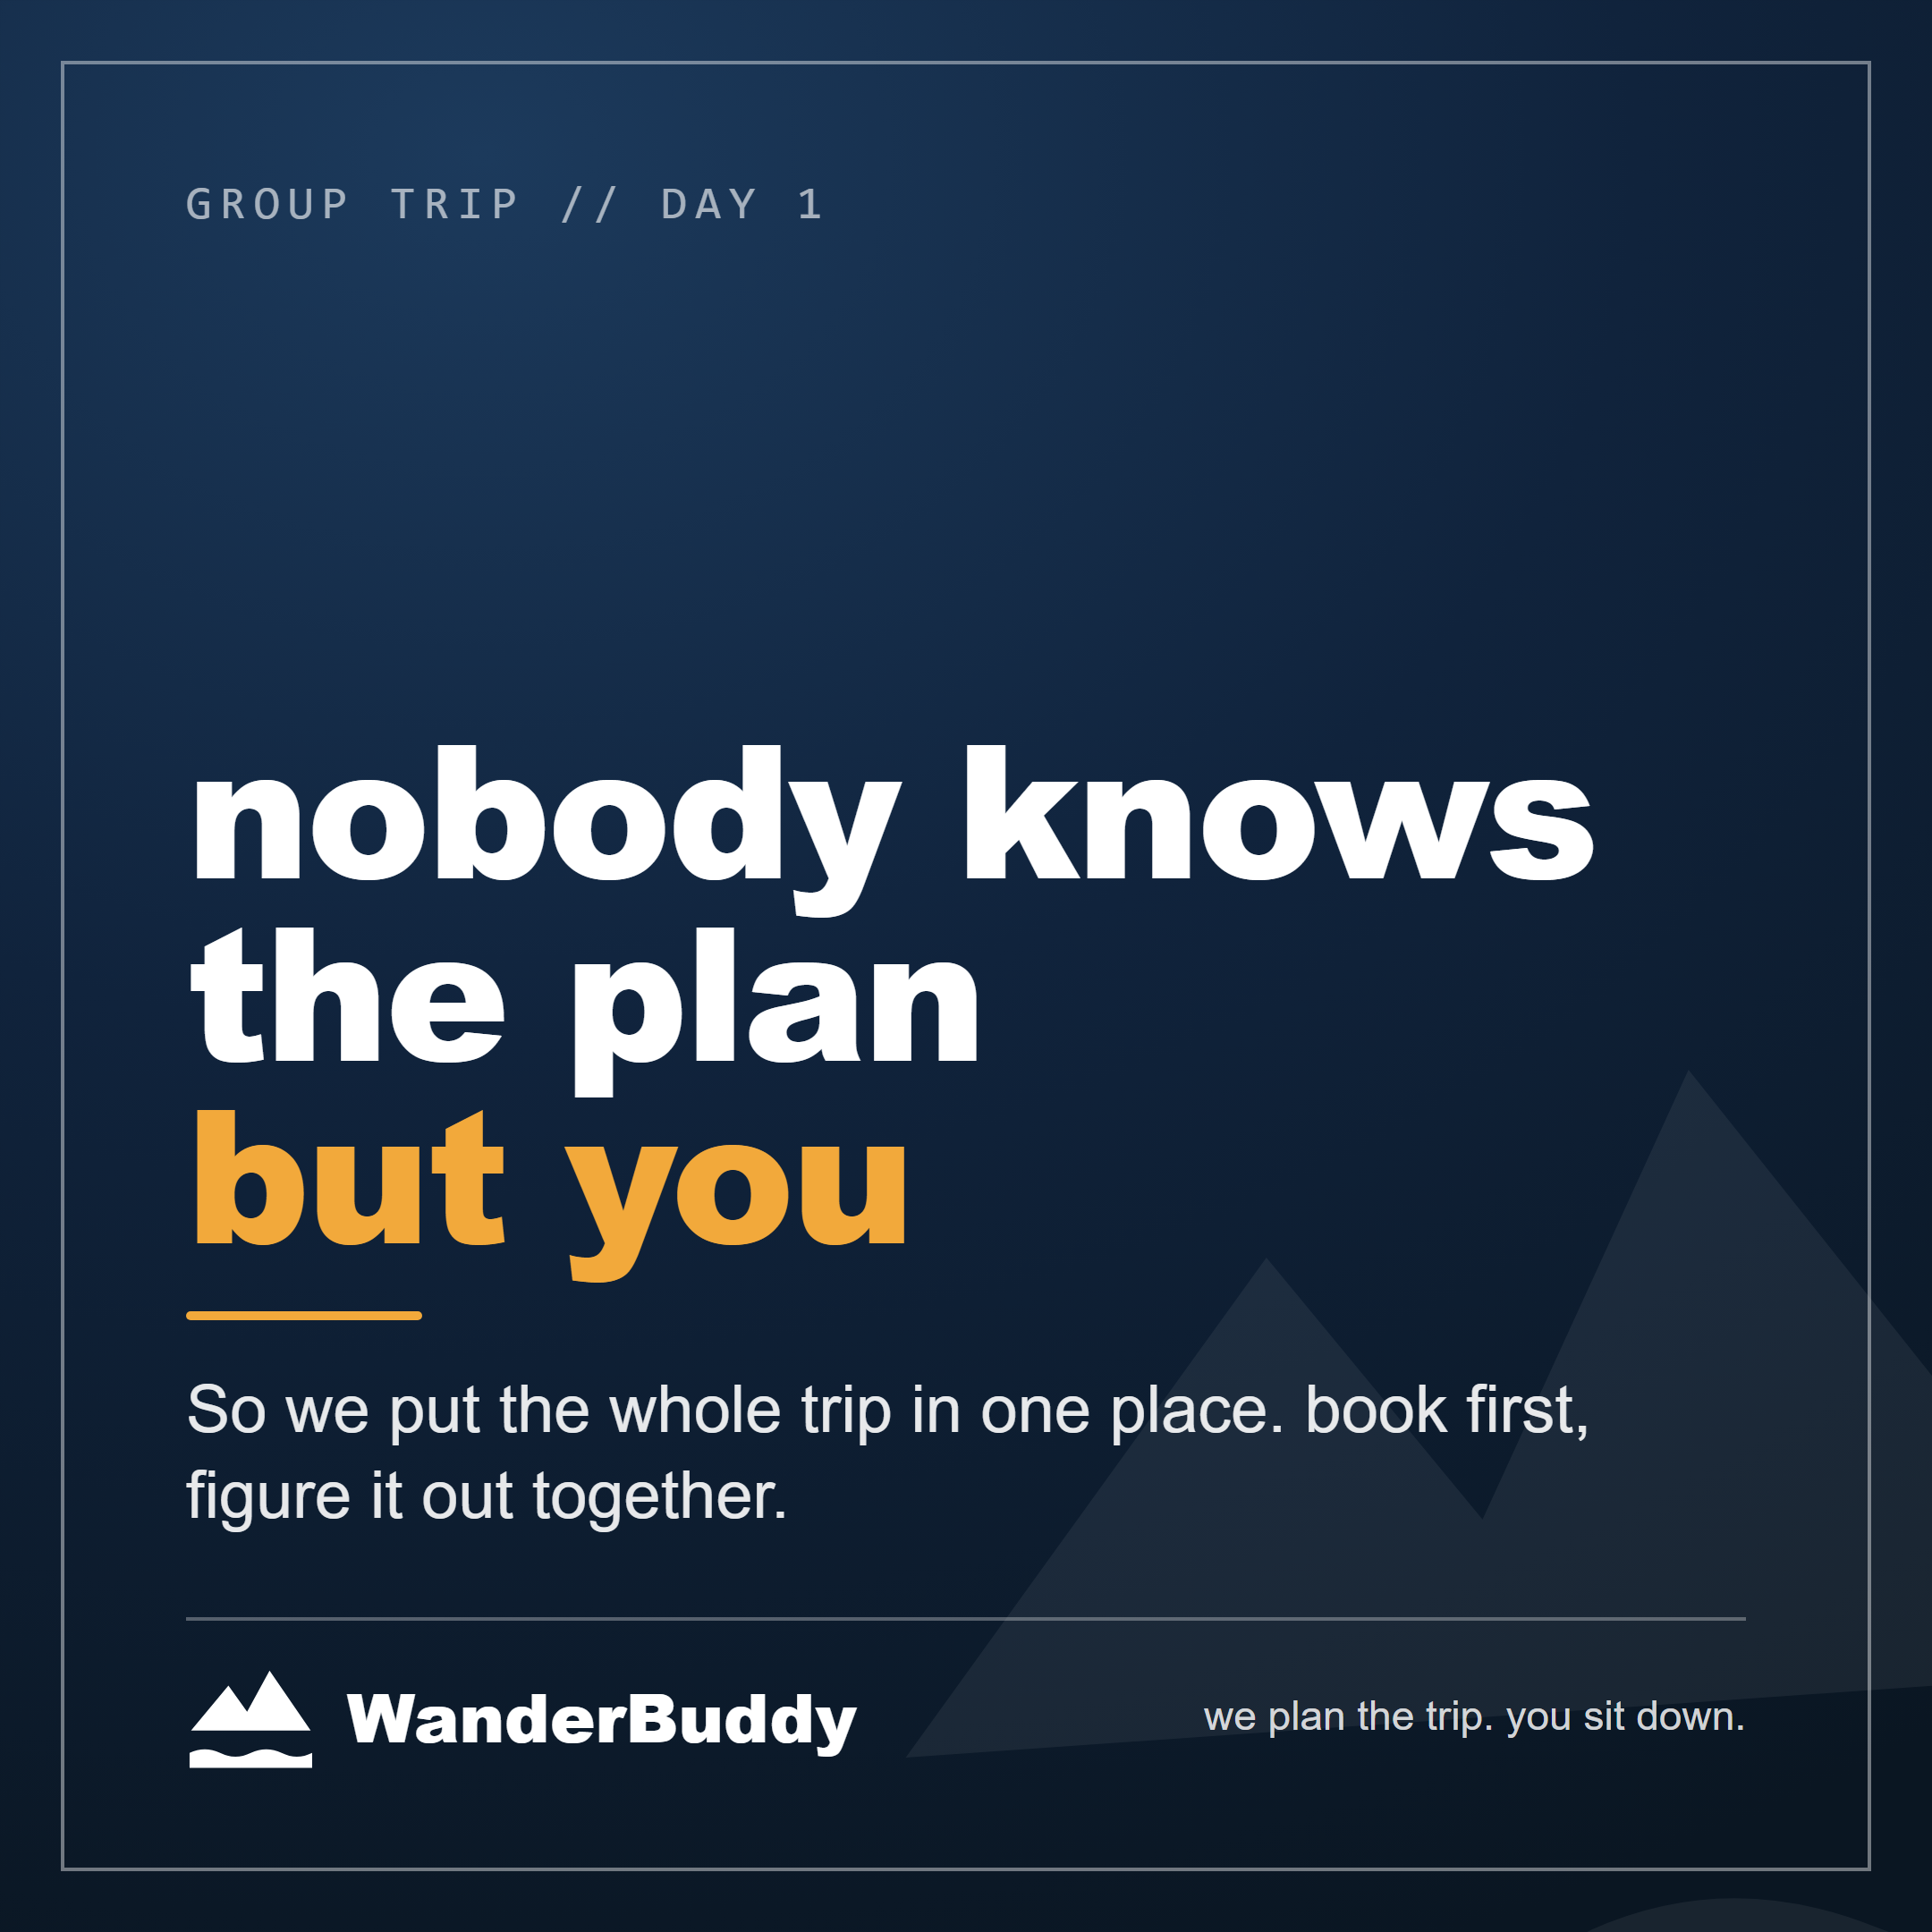 GROUP TRIP // DAY 1
nobody knows
the plan
but you
So we put the whole trip in one place. book first,
figure it out together.
WanderBuddy
we plan the trip. you sit down.